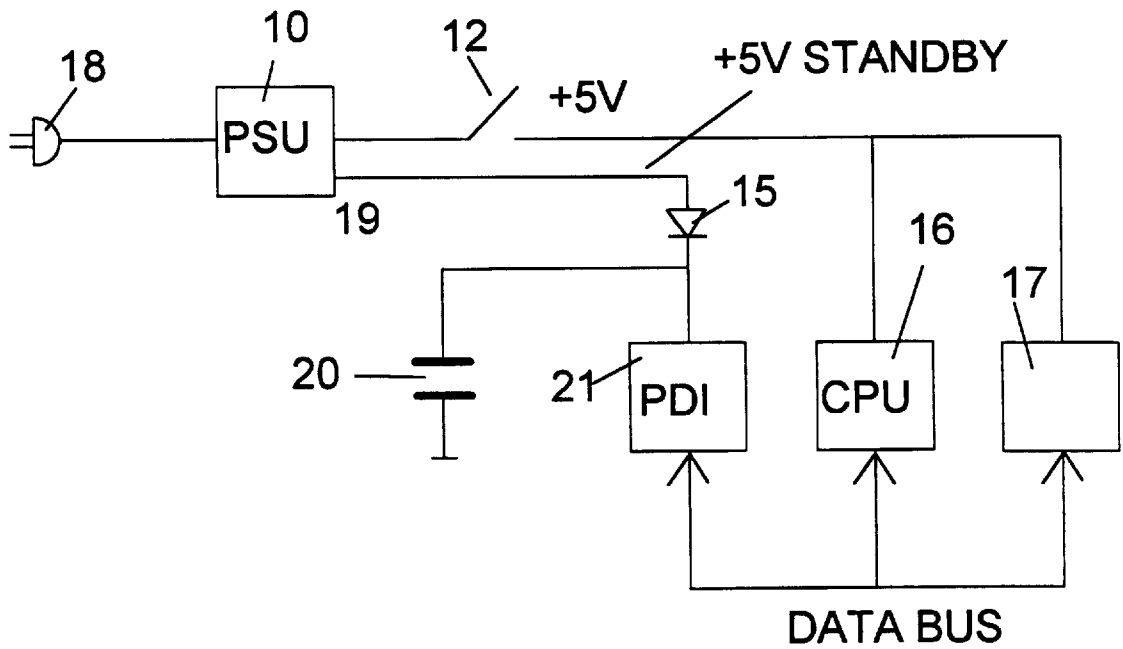 10
12
+5V STANDBY
18
+5V
PSU
19
15
16
17
20
21
PDI
CPU
DATA BUS